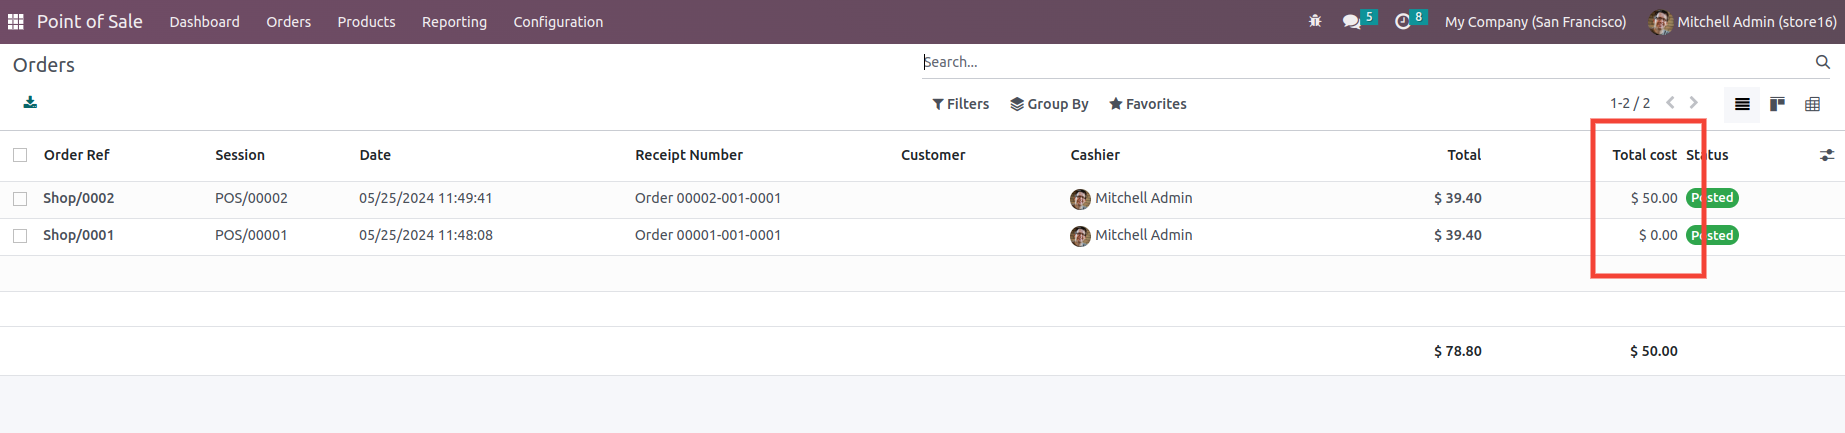 Point of Sale Dashboard Orders Products Reporting Configuration 5 8 My Company (San Francisco) Mitchell Admin (store16)
Orders Search...
Filters Group By Favorites 1-2 / 2
Order Ref Session Date Receipt Number Customer Cashier Total Total cost Status
Shop/0002 POS/00002 05/25/2024 11:49:41 Order 00002-001-0001 Mitchell Admin $ 39.40 $ 50.00 Posted
Shop/0001 POS/00001 05/25/2024 11:48:08 Order 00001-001-0001 Mitchell Admin $ 39.40 $ 0.00 Posted
$ 78.80 $ 50.00